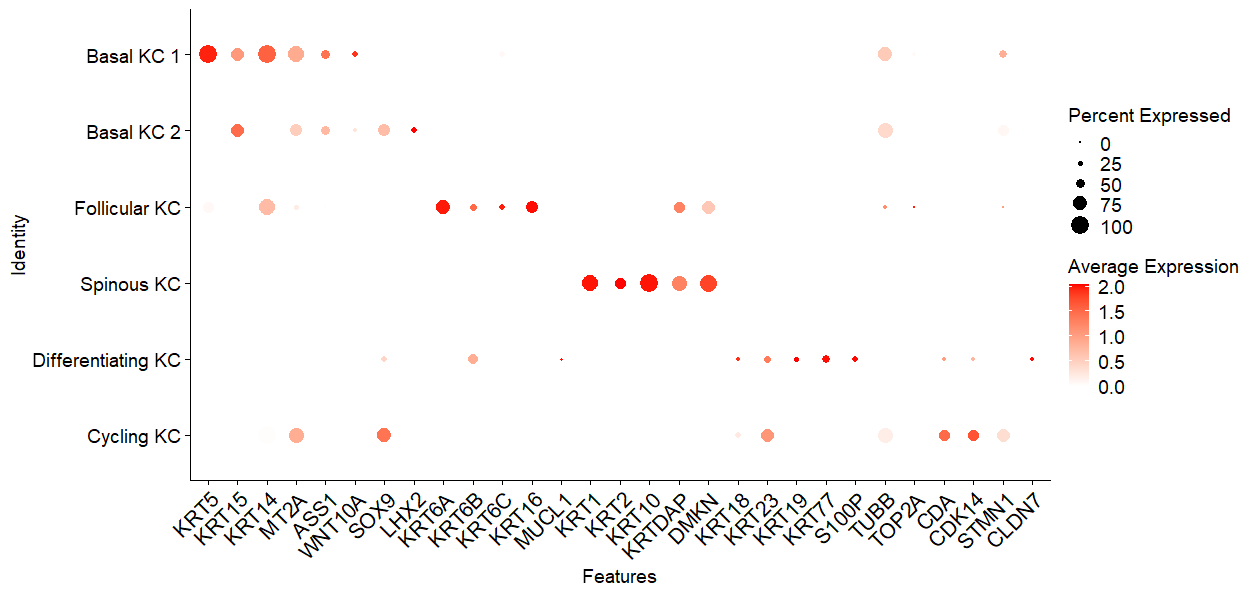 Basal KC 1
Basal KC 2
Follicular KC
Spinous KC
Differentiating KC
Cycling KC
Identity
KRT5
KRT15
KRT14
MT2A
ASS1
WNT10A
SOX9
LHX2
KRT6A
KRT6B
KRT6C
KRT16
MUCL1
KRT1
KRT2
KRT10
KRTDAP
DMKN
KRT18
KRT23
KRT19
KRT77
S100P
TUBB
TOP2A
CDA
CDK14
STMN1
CLDN7
Features
Percent Expressed
0
25
50
75
100
Average Expression
2.0
1.5
1.0
0.5
0.0